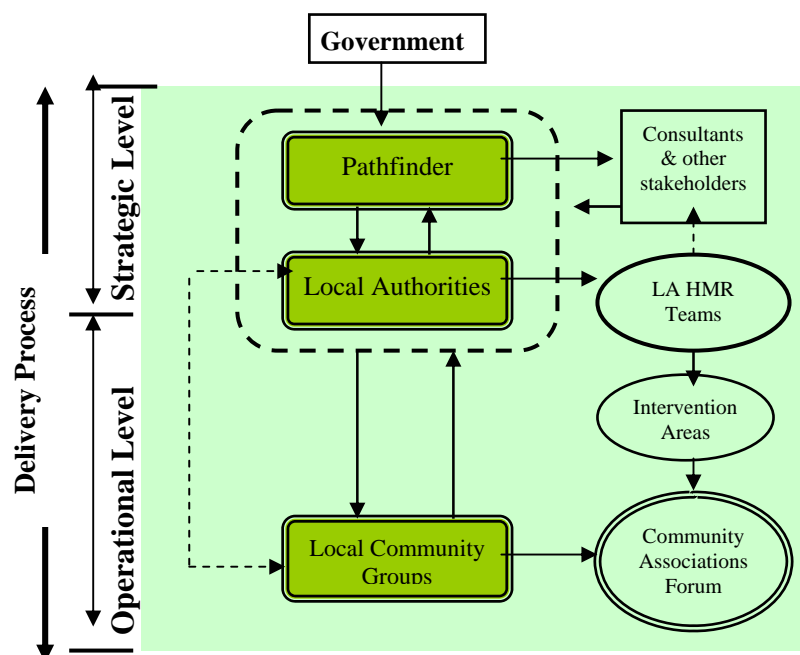 Government
Delivery Process
Strategic Level
Operational Level
Pathfinder
Consultants
& other
stakeholders
Local Authorities
LA HMR
Teams
Intervention
Areas
Local Community
Groups
Community
Associations
Forum